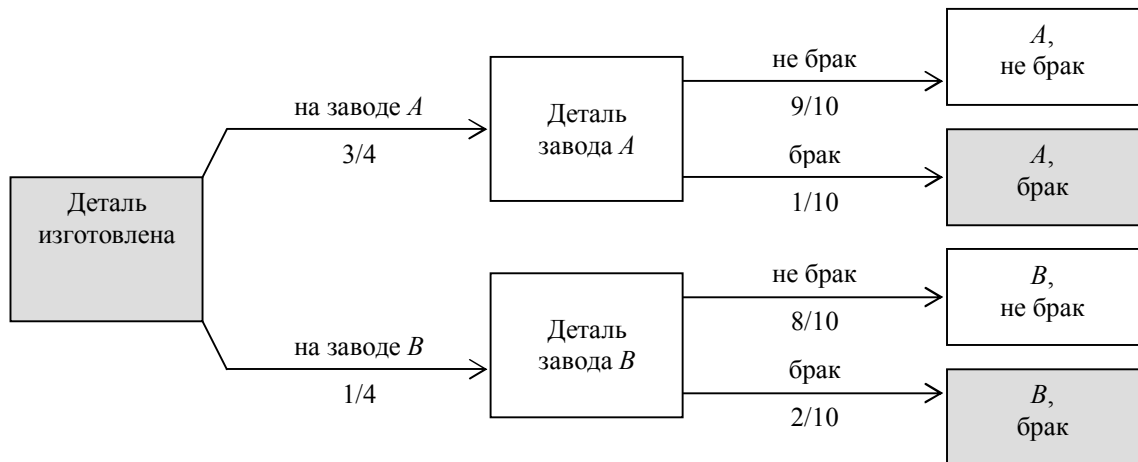 на заводе A
3/4
Деталь
изготовлена
на заводе B
1/4
Деталь
завода A
Деталь
завода B
не брак
9/10
брак
1/10
не брак
8/10
брак
2/10
A,
не брак
A,
брак
B,
не брак
B,
брак